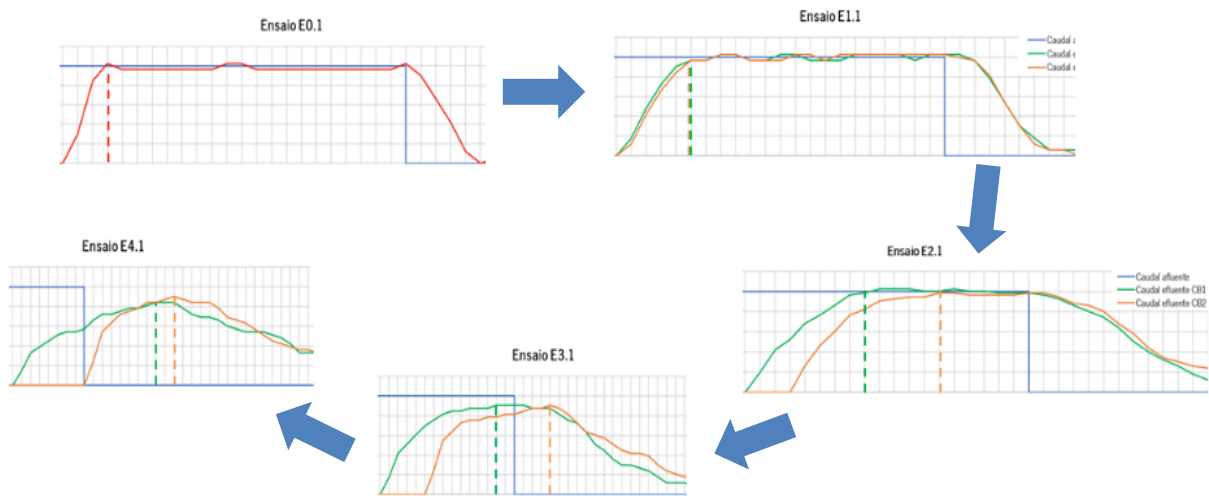 Ensaio E0.1
Ensaio E1.1
Caudal a
Caudal e
Caudal e
Ensaio E2.1
Caudal afluente
Caudal efluente CB1
Caudal efluente CB2
Ensaio E3.1
Ensaio E4.1